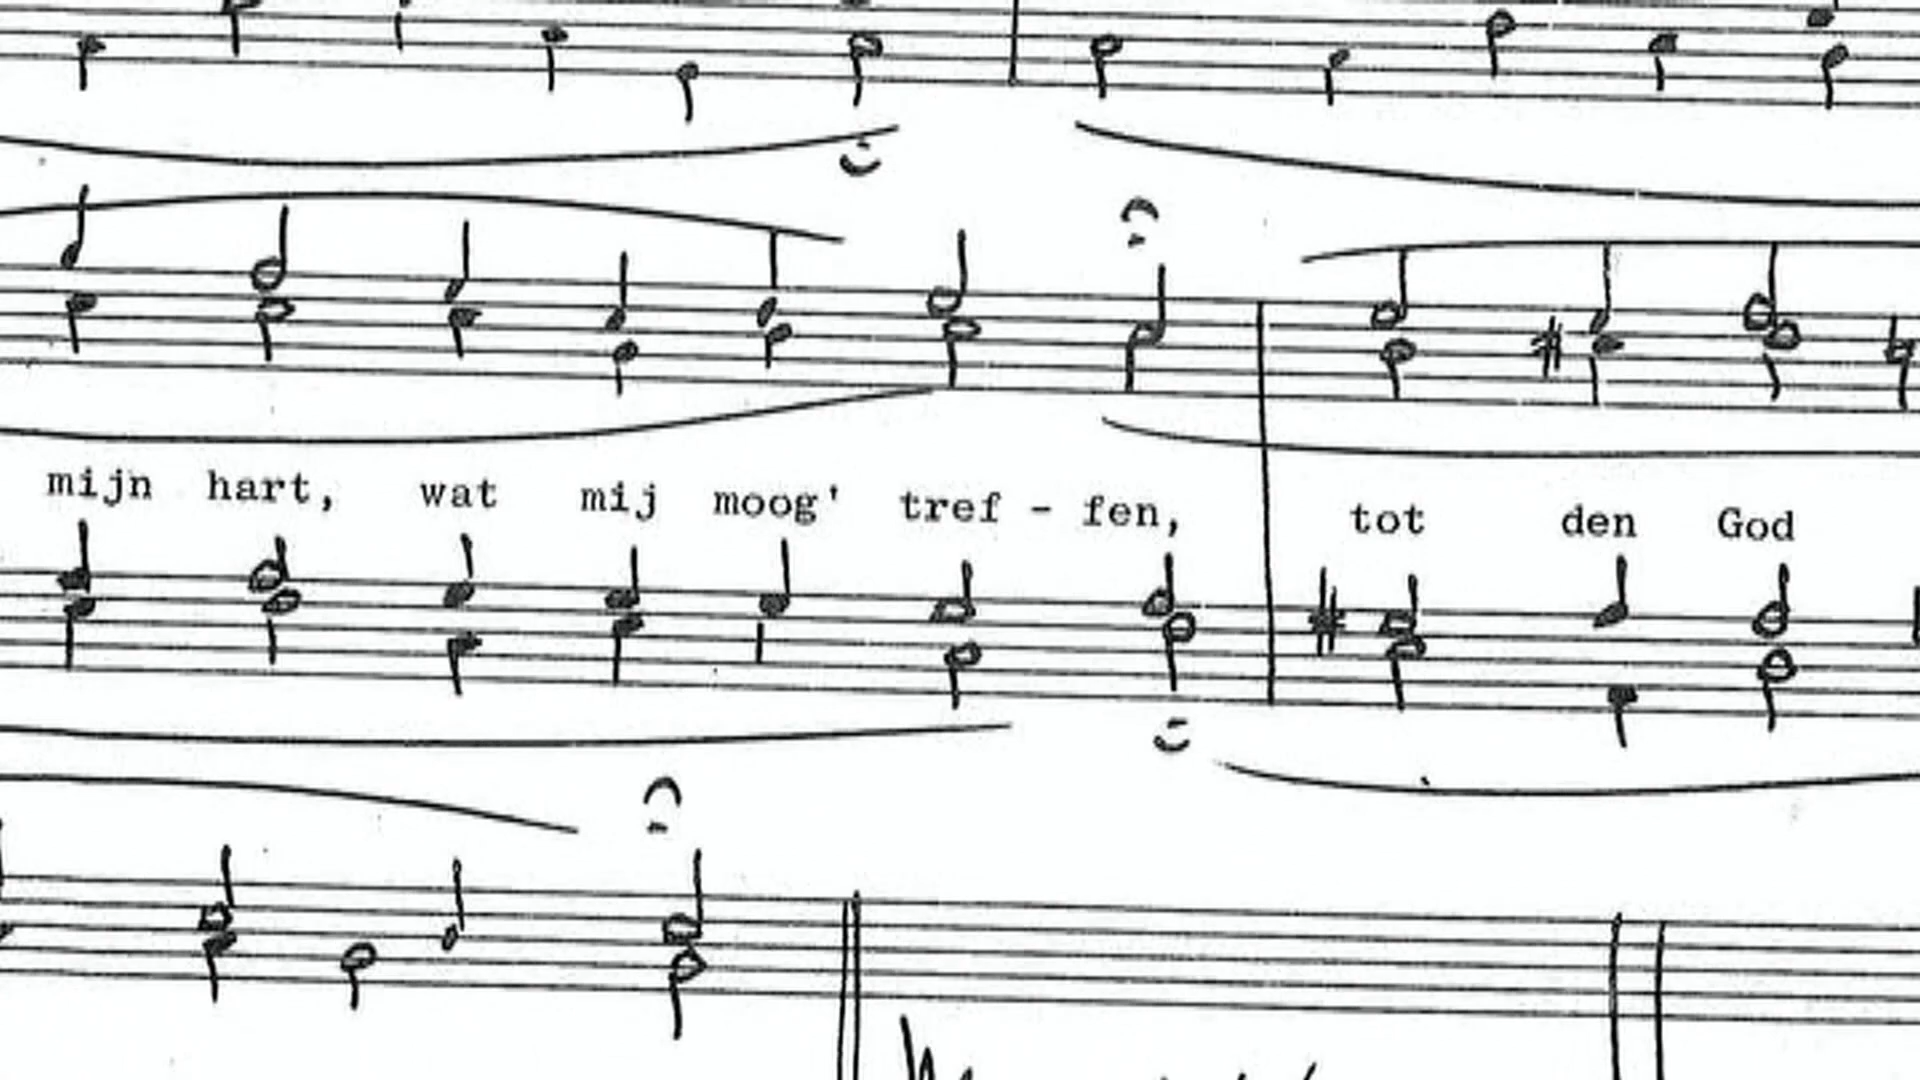 mijn hart, wat mij moog' tref - fen, tot den God